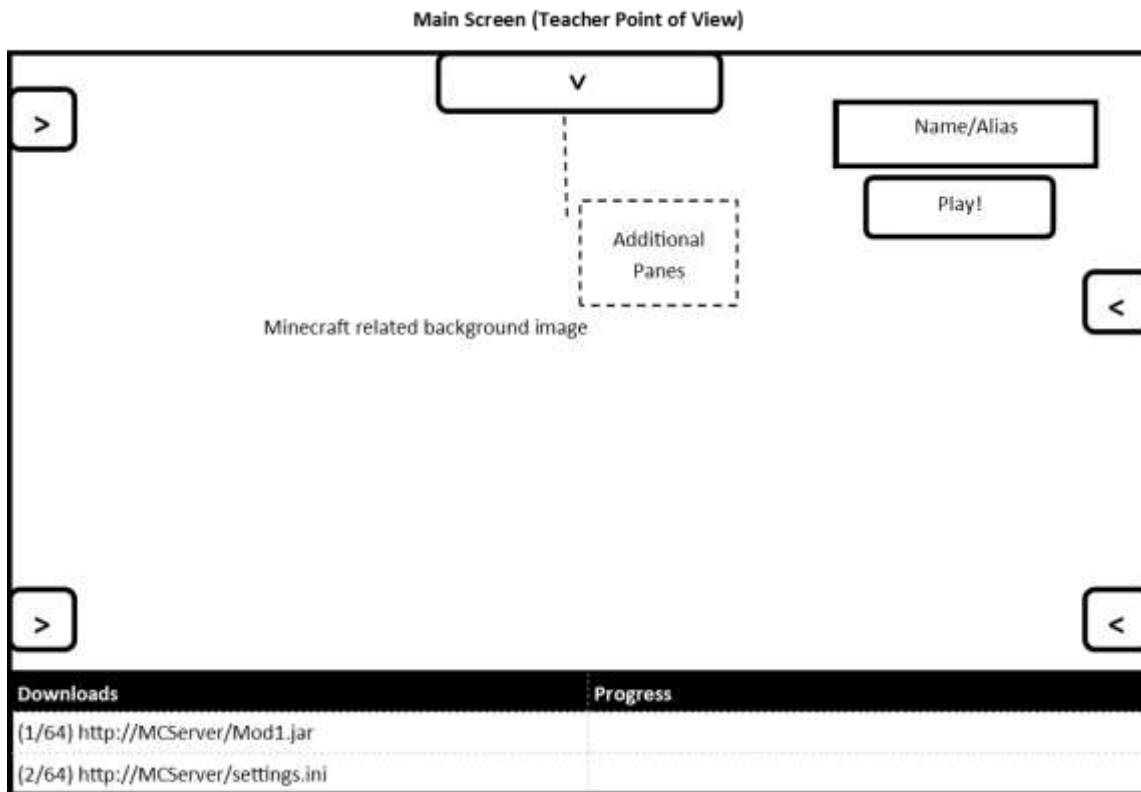 Main Screen (Teacher Point of View)
v
>
Name/Alias
Play!
Additional
Panes
<
Minecraft related background image
>
<
Downloads Progress
(1/64) http://MCServer/Mod1.jar
(2/64) http://MCServer/settings.ini